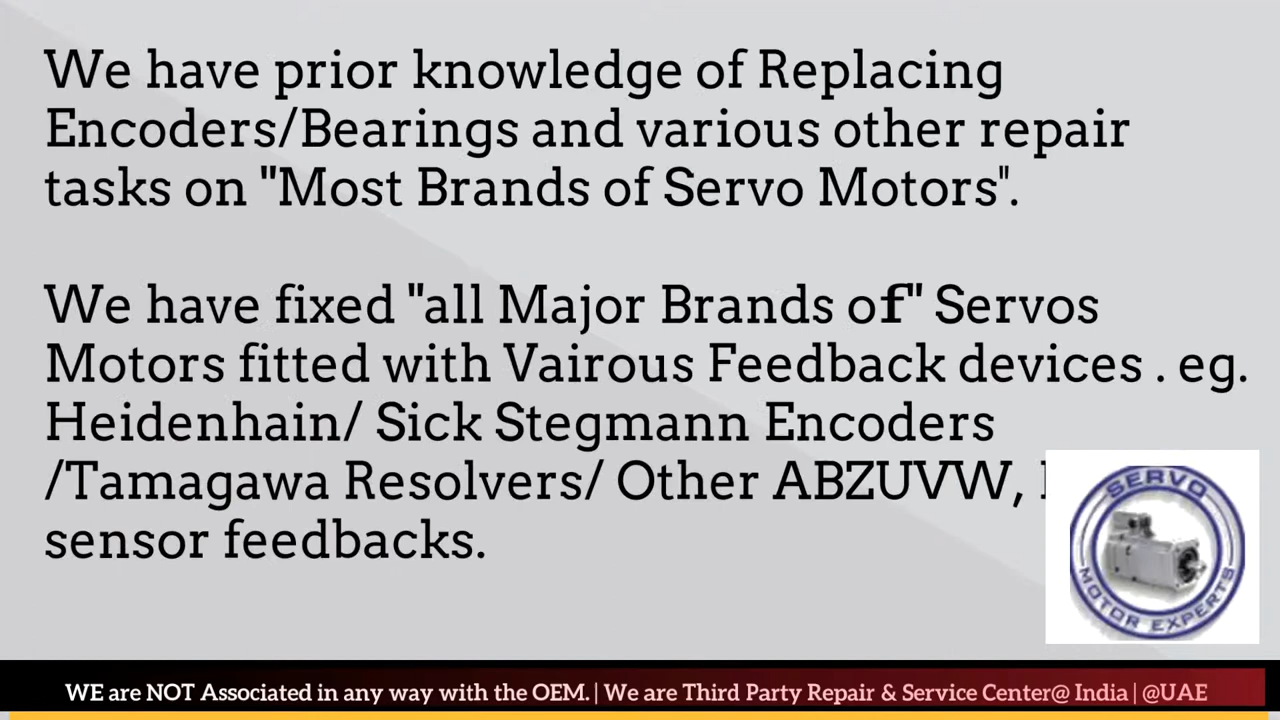 We have prior knowledge of Replacing
Encoders/Bearings and various other repair
tasks on "Most Brands of Servo Motors".
We have fixed "all Major Brands of" Servos
Motors fitted with Vairous Feedback devices . eg.
Heidenhain/ Sick Stegmann Encoders
/Tamagawa Resolvers/ Other ABZUVW,
sensor feedbacks.
SERVO
MOTOR EXPERTS
WE are NOT Associated in any way with the OEM. | We are Third Party Repair & Service Center@ India | @UAE